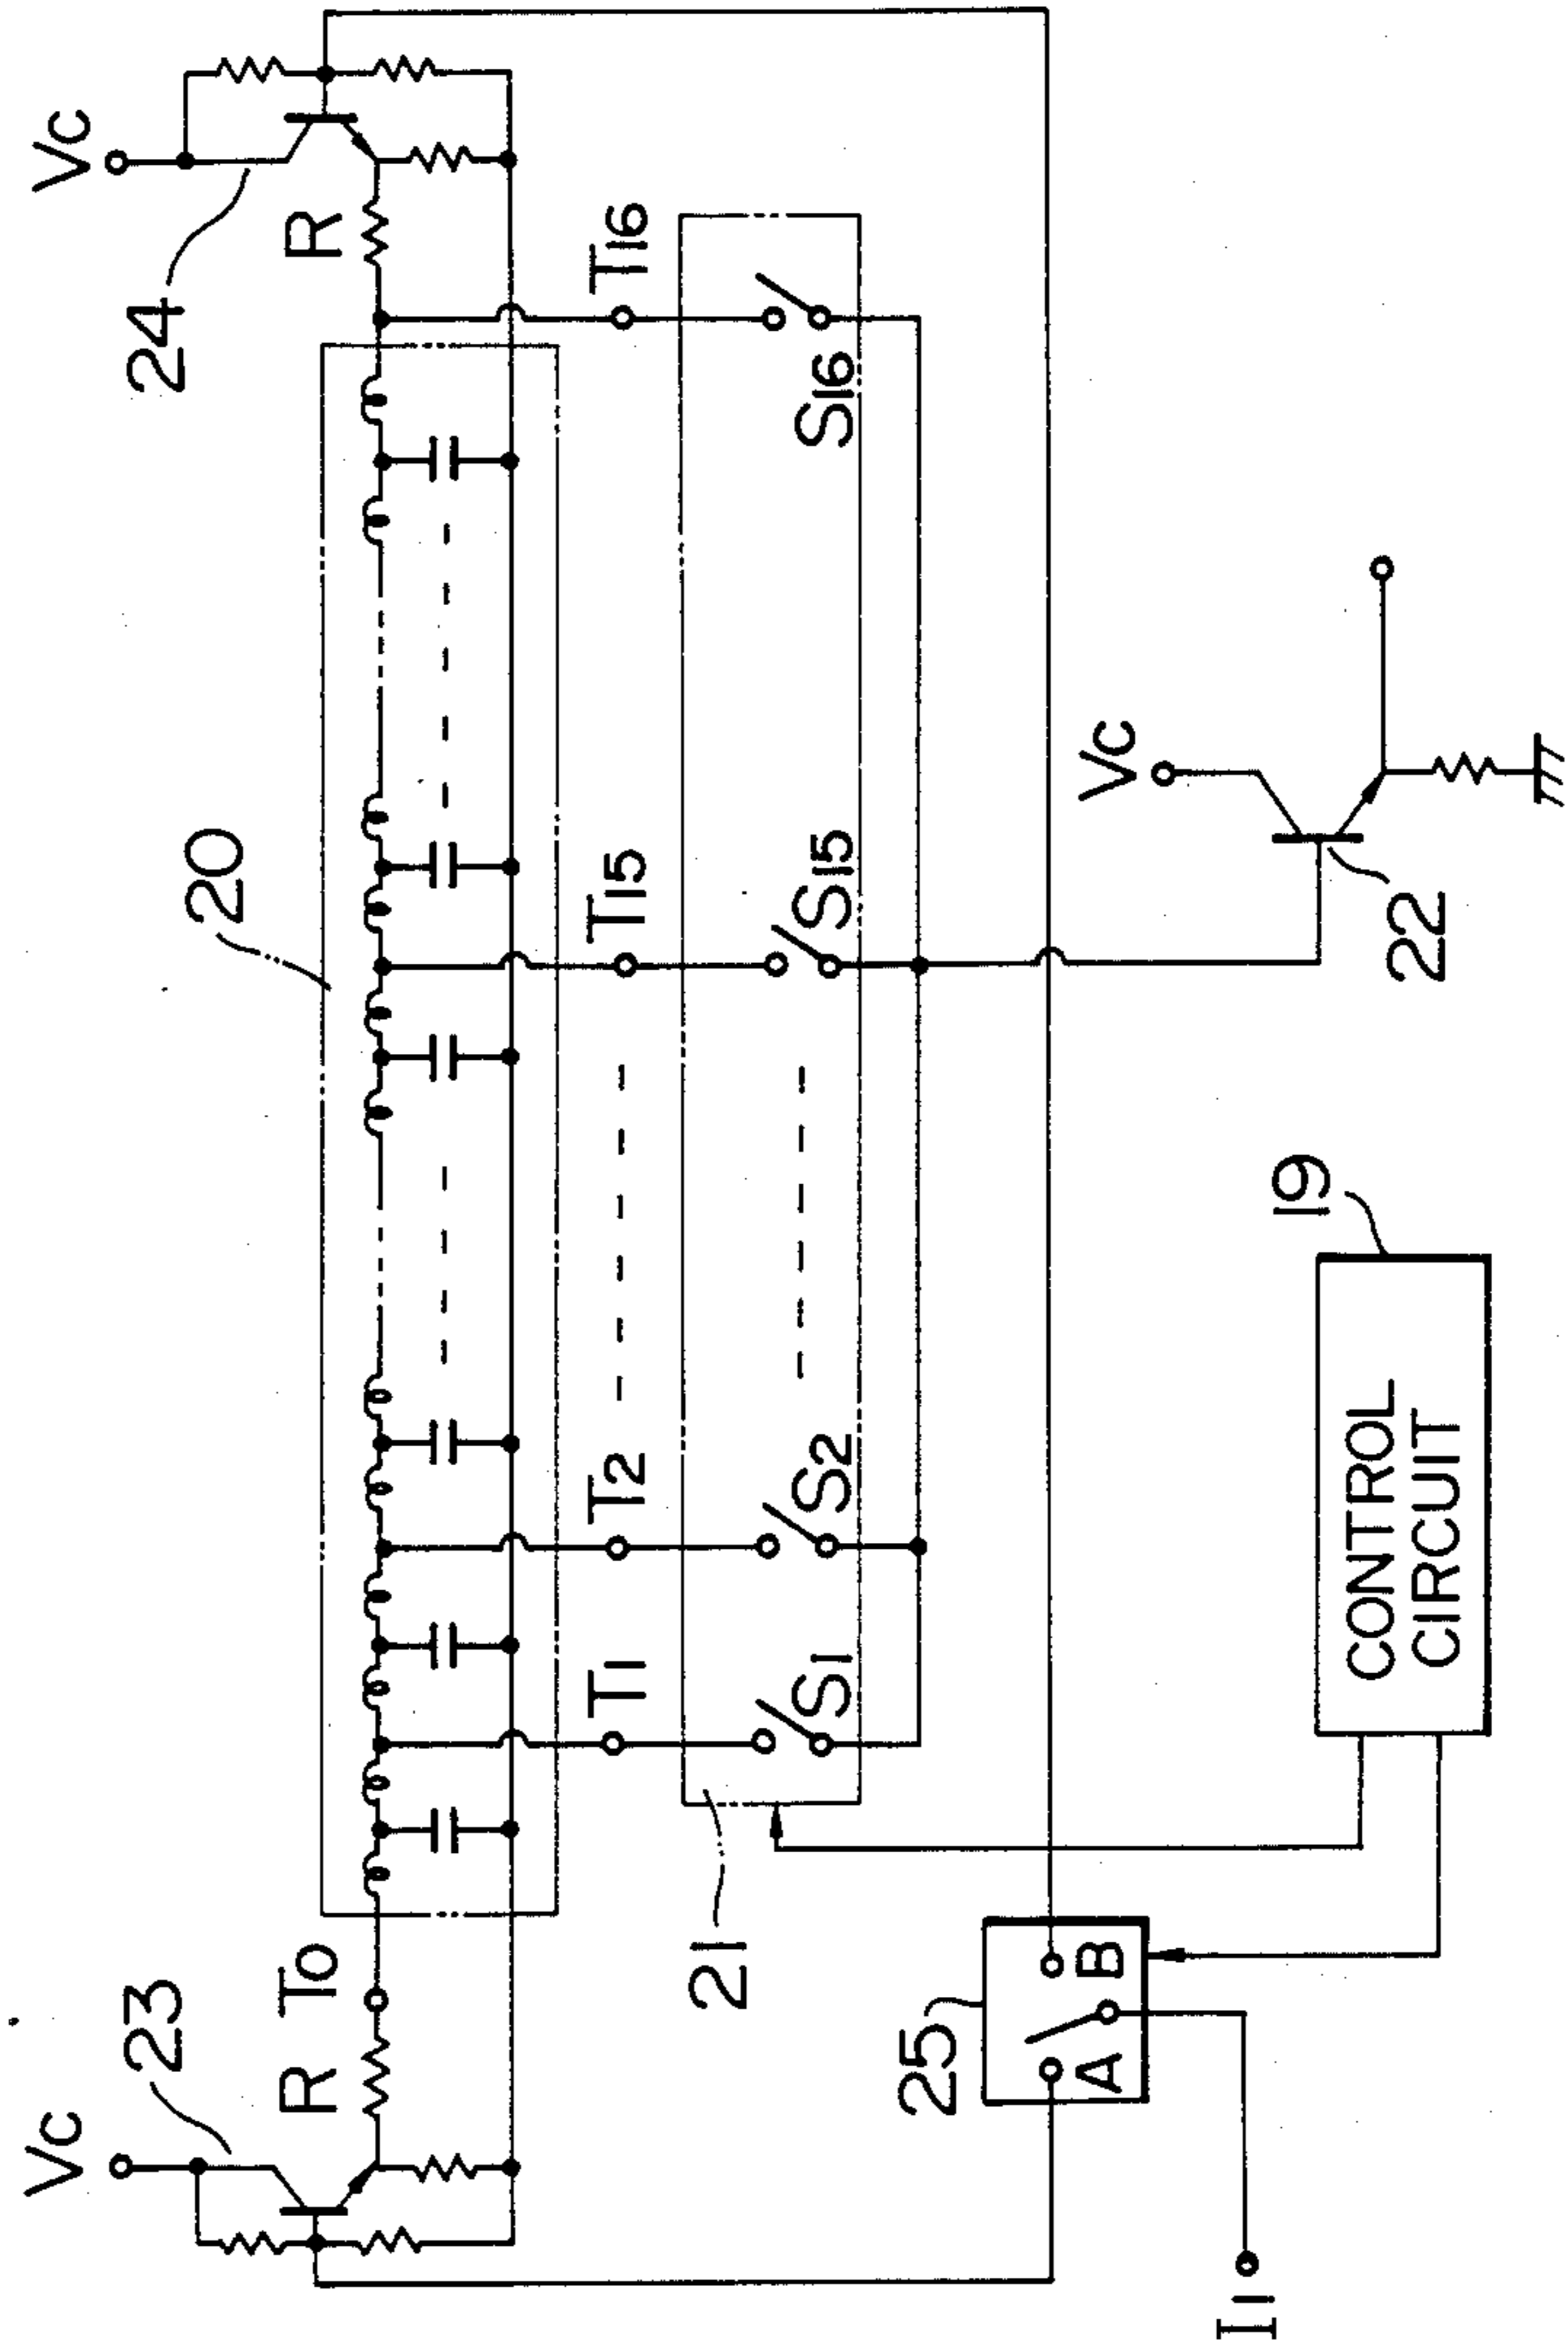 Vc
Vc
23
20
24
R
To
R
T1
T2
T15
T16
21
S1
S2
S15
S16
25
A
B
Vc
22
19
CONTROL
CIRCUIT
I1